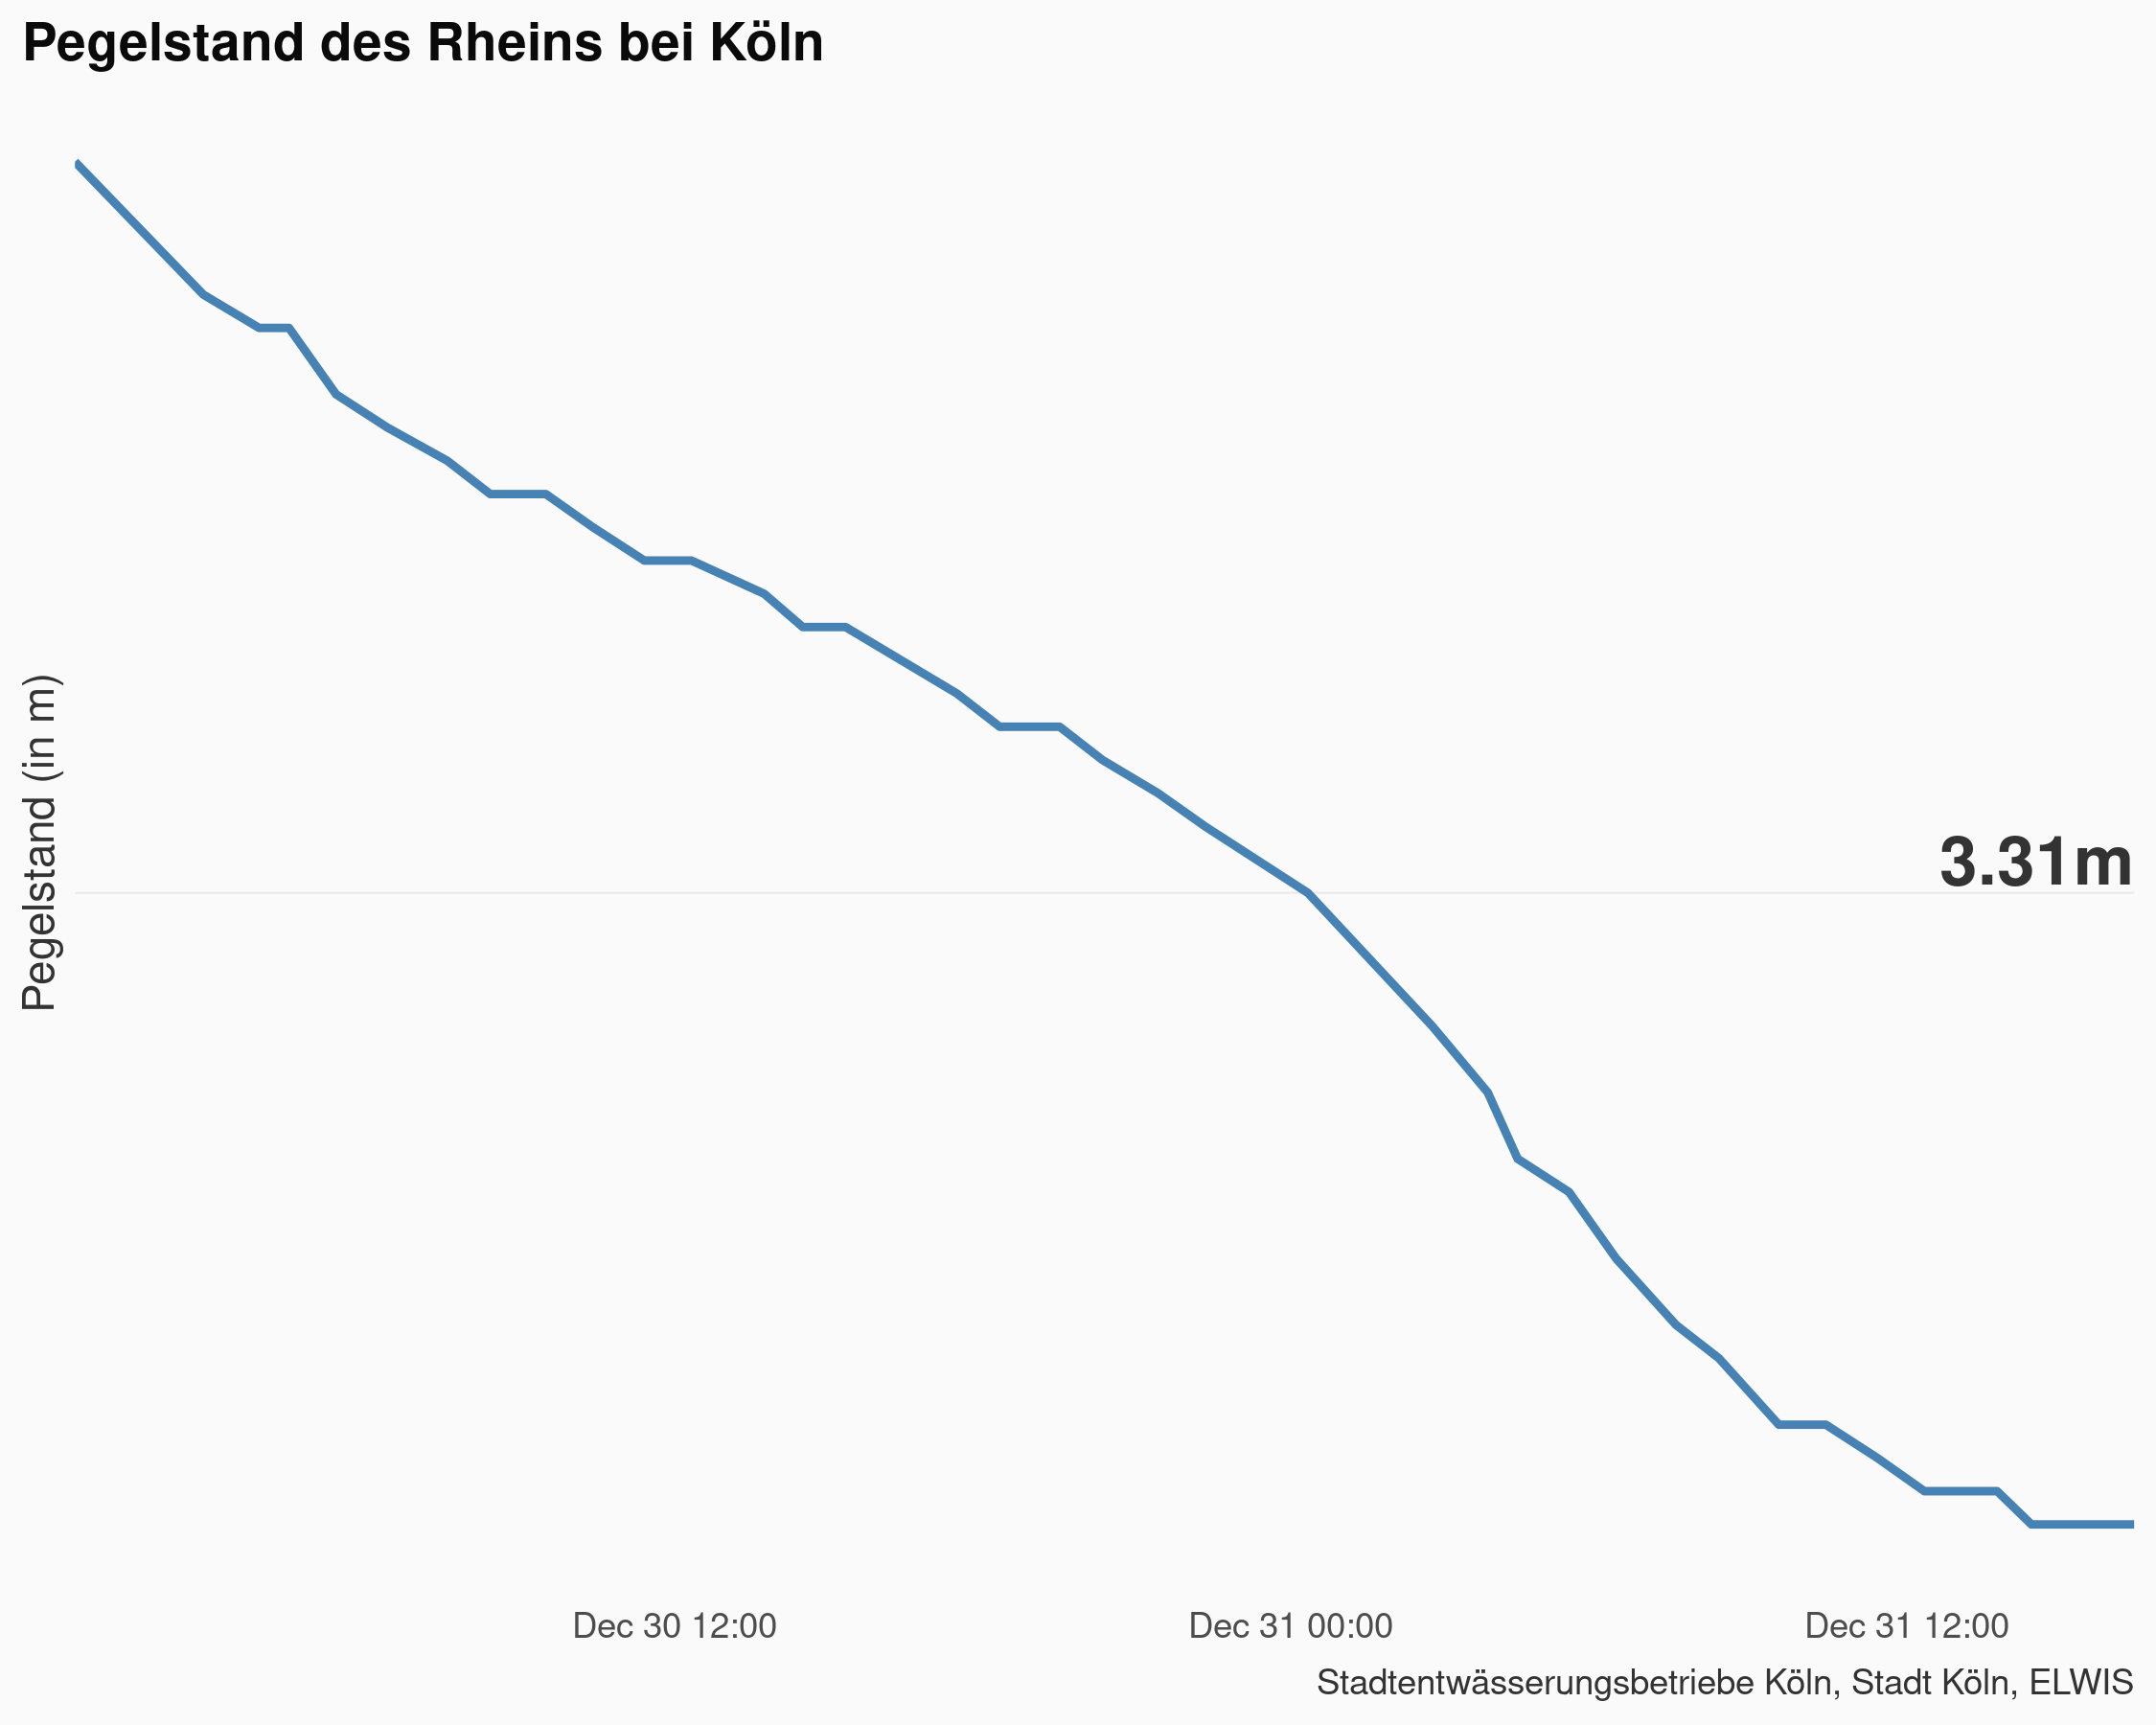 Pegelstand des Rheins bei Köln
Pegelstand (in m)
3.31m
Dec 30 12:00
Dec 31 00:00
Dec 31 12:00
Stadtentwässerungsbetriebe Köln, Stadt Köln, ELWIS